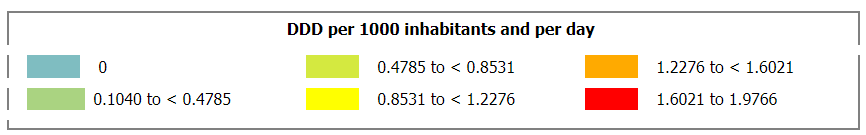 DDD per 1000 inhabitants and per day
0 0.4785 to < 0.8531 1.2276 to < 1.6021
0.1040 to < 0.4785 0.8531 to < 1.2276 1.6021 to 1.9766